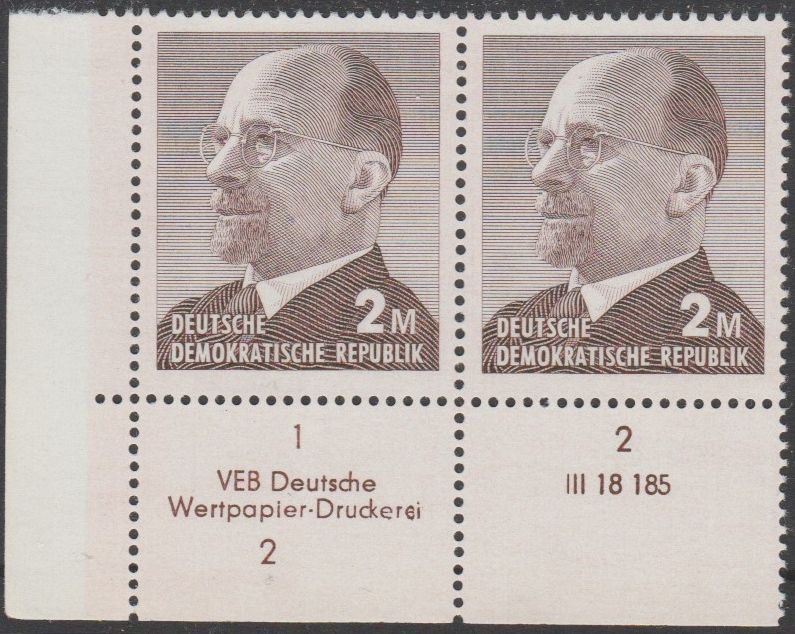 2 M
DEUTSCHE
DEMOKRATISCHE REPUBLIK
2 M
DEUTSCHE
DEMOKRATISCHE REPUBLIK
1
VEB Deutsche
Wertpapier-Druckerei
2
2
III 18 185